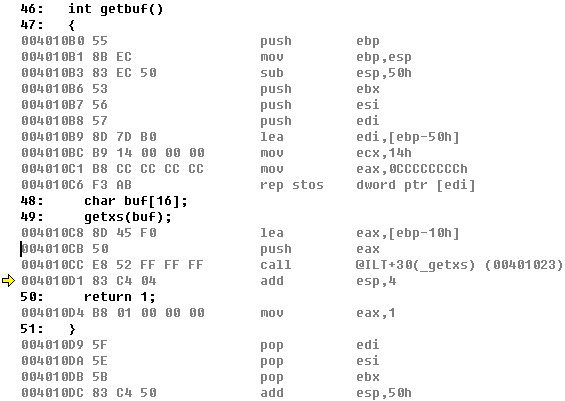 46:   int getbuf()
47:   {
004010B0 55                   push        ebp
004010B1 8B EC                mov         ebp,esp
004010B3 83 EC 50             sub         esp,50h
004010B6 53                   push        ebx
004010B7 56                   push        esi
004010B8 57                   push        edi
004010B9 8D 7D B0             lea         edi,[ebp-50h]
004010BC B9 14 00 00 00       mov         ecx,14h
004010C1 B8 CC CC CC CC       mov         eax,0CCCCCCCCh
004010C6 F3 AB                rep stos    dword ptr [edi]
48:     char buf[16];
49:     getxs(buf);
004010C8 8D 45 F0             lea         eax,[ebp-10h]
004010CB 50                   push        eax
004010CC E8 52 FF FF FF       call        @ILT+30(_getxs) (00401023)
004010D1 83 C4 04             add         esp,4
50:     return 1;
004010D4 B8 01 00 00 00       mov         eax,1
51:   }
004010D9 5F                   pop         edi
004010DA 5E                   pop         esi
004010DB 5B                   pop         ebx
004010DC 83 C4 50             add         esp,50h